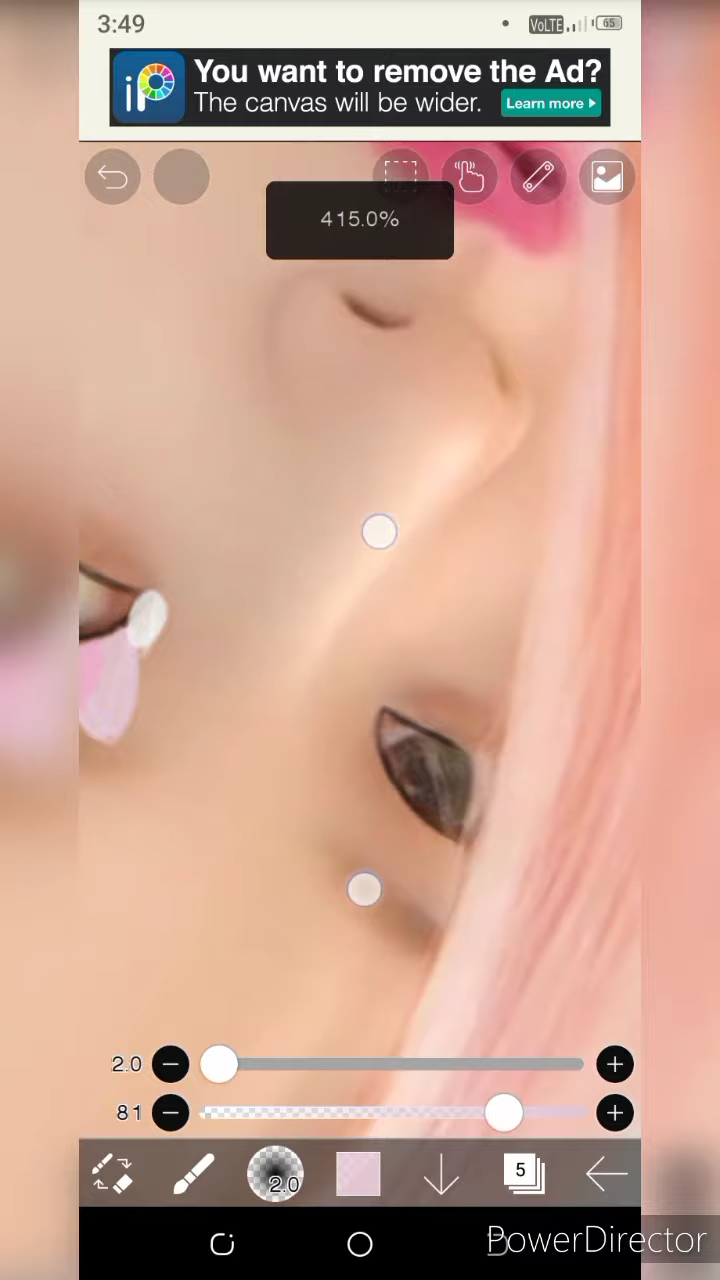 3:49
VoLTE
65
iP
You want to remove the Ad?
The canvas will be wider.
Learn more
415.0%
2.0
81
2.0
5
PowerDirector